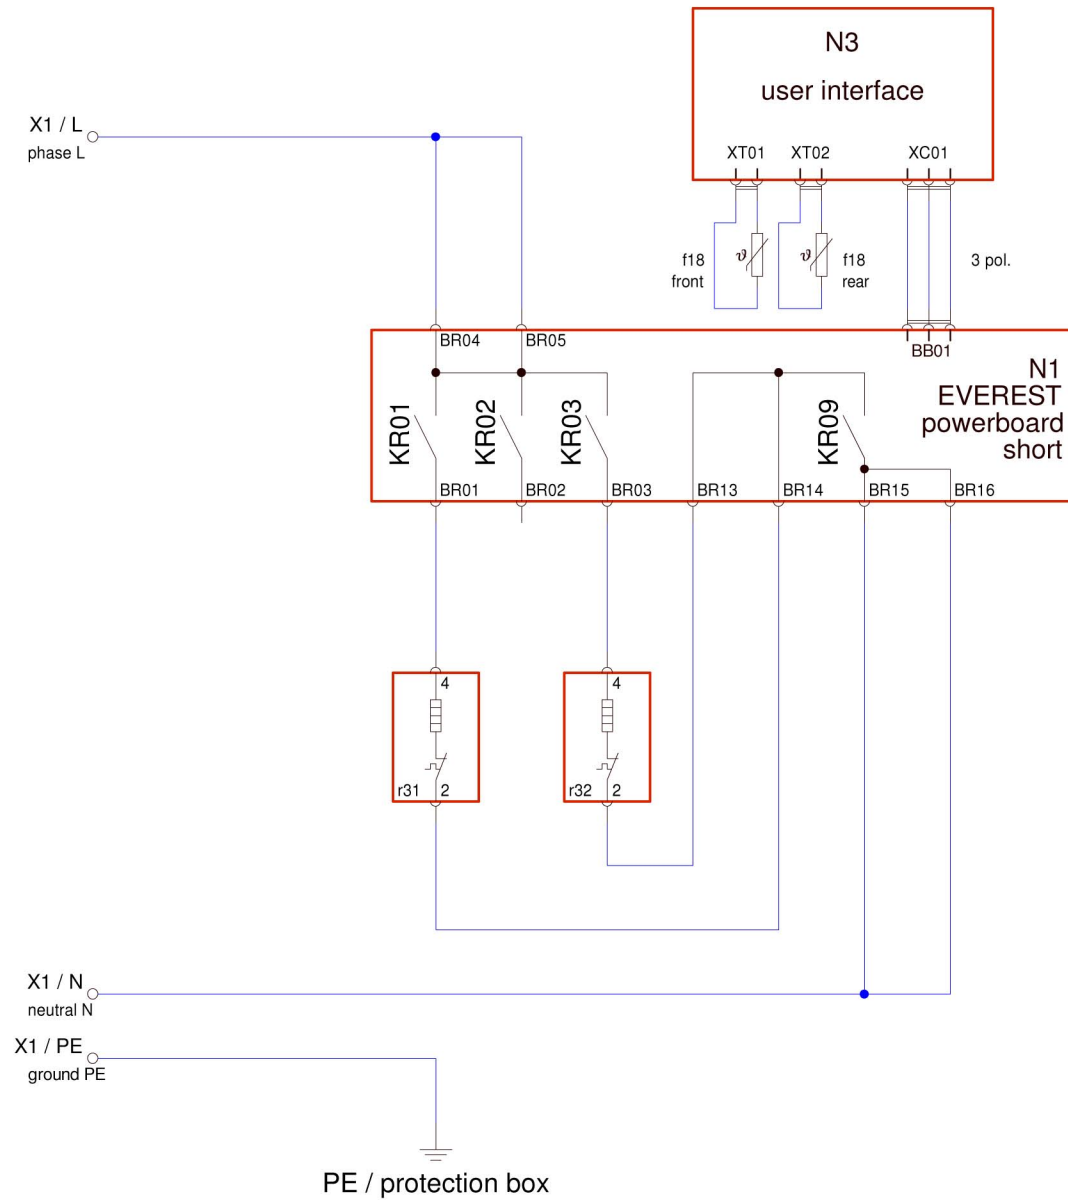 N3
user interface
X1 / L
phase L
XT01
XT02
XC01
ϑ
ϑ
f18
front
f18
rear
3 pol.
BR04
BR05
BB01
N1
EVEREST
powerboard
short
KR01
KR02
KR03
KR09
BR01
BR02
BR03
BR13
BR14
BR15
BR16
4
4
r31
2
r32
2
X1 / N
neutral N
X1 / PE
ground PE
PE / protection box